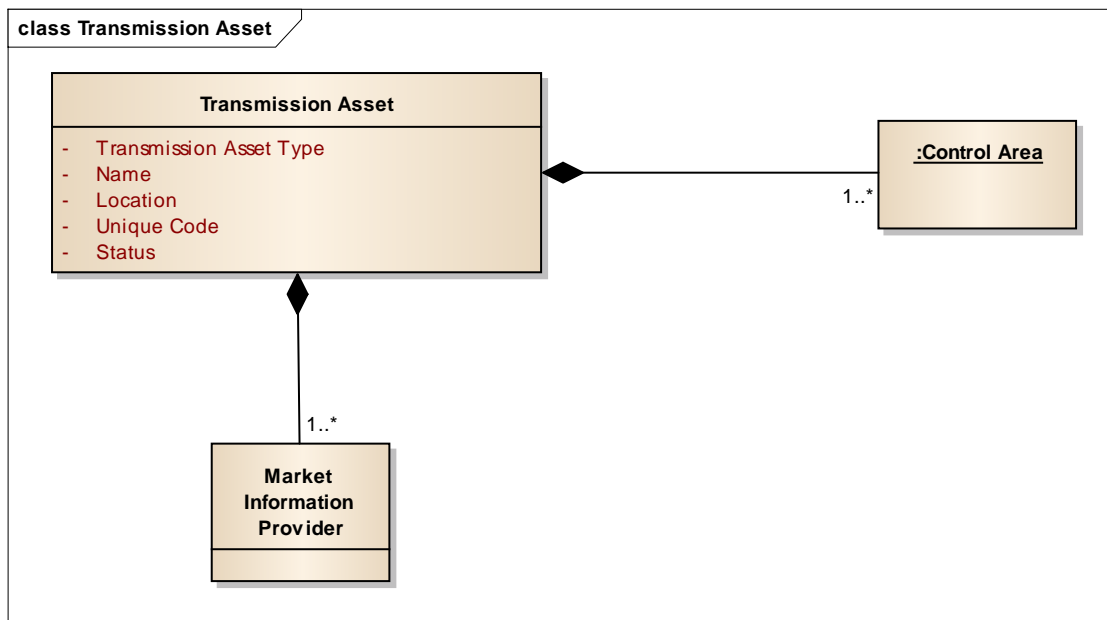 class Transmission Asset
Transmission Asset
- Transmission Asset Type
- Name
- Location
- Unique Code
- Status
:Control Area
1..*
1..*
Market
Information
Provider